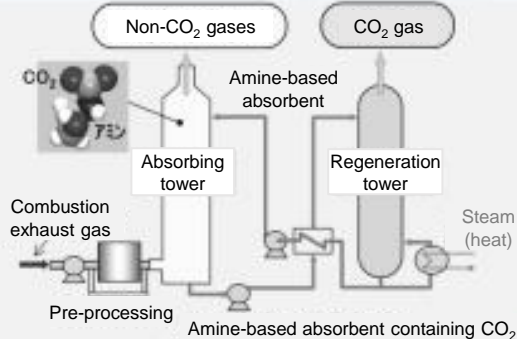 Non-CO₂ gases
CO₂ gas
CO₂
アミン
Amine-based
absorbent
Absorbing
tower
Regeneration
tower
Combustion
exhaust gas
Steam
(heat)
Pre-processing
Amine-based absorbent containing CO₂